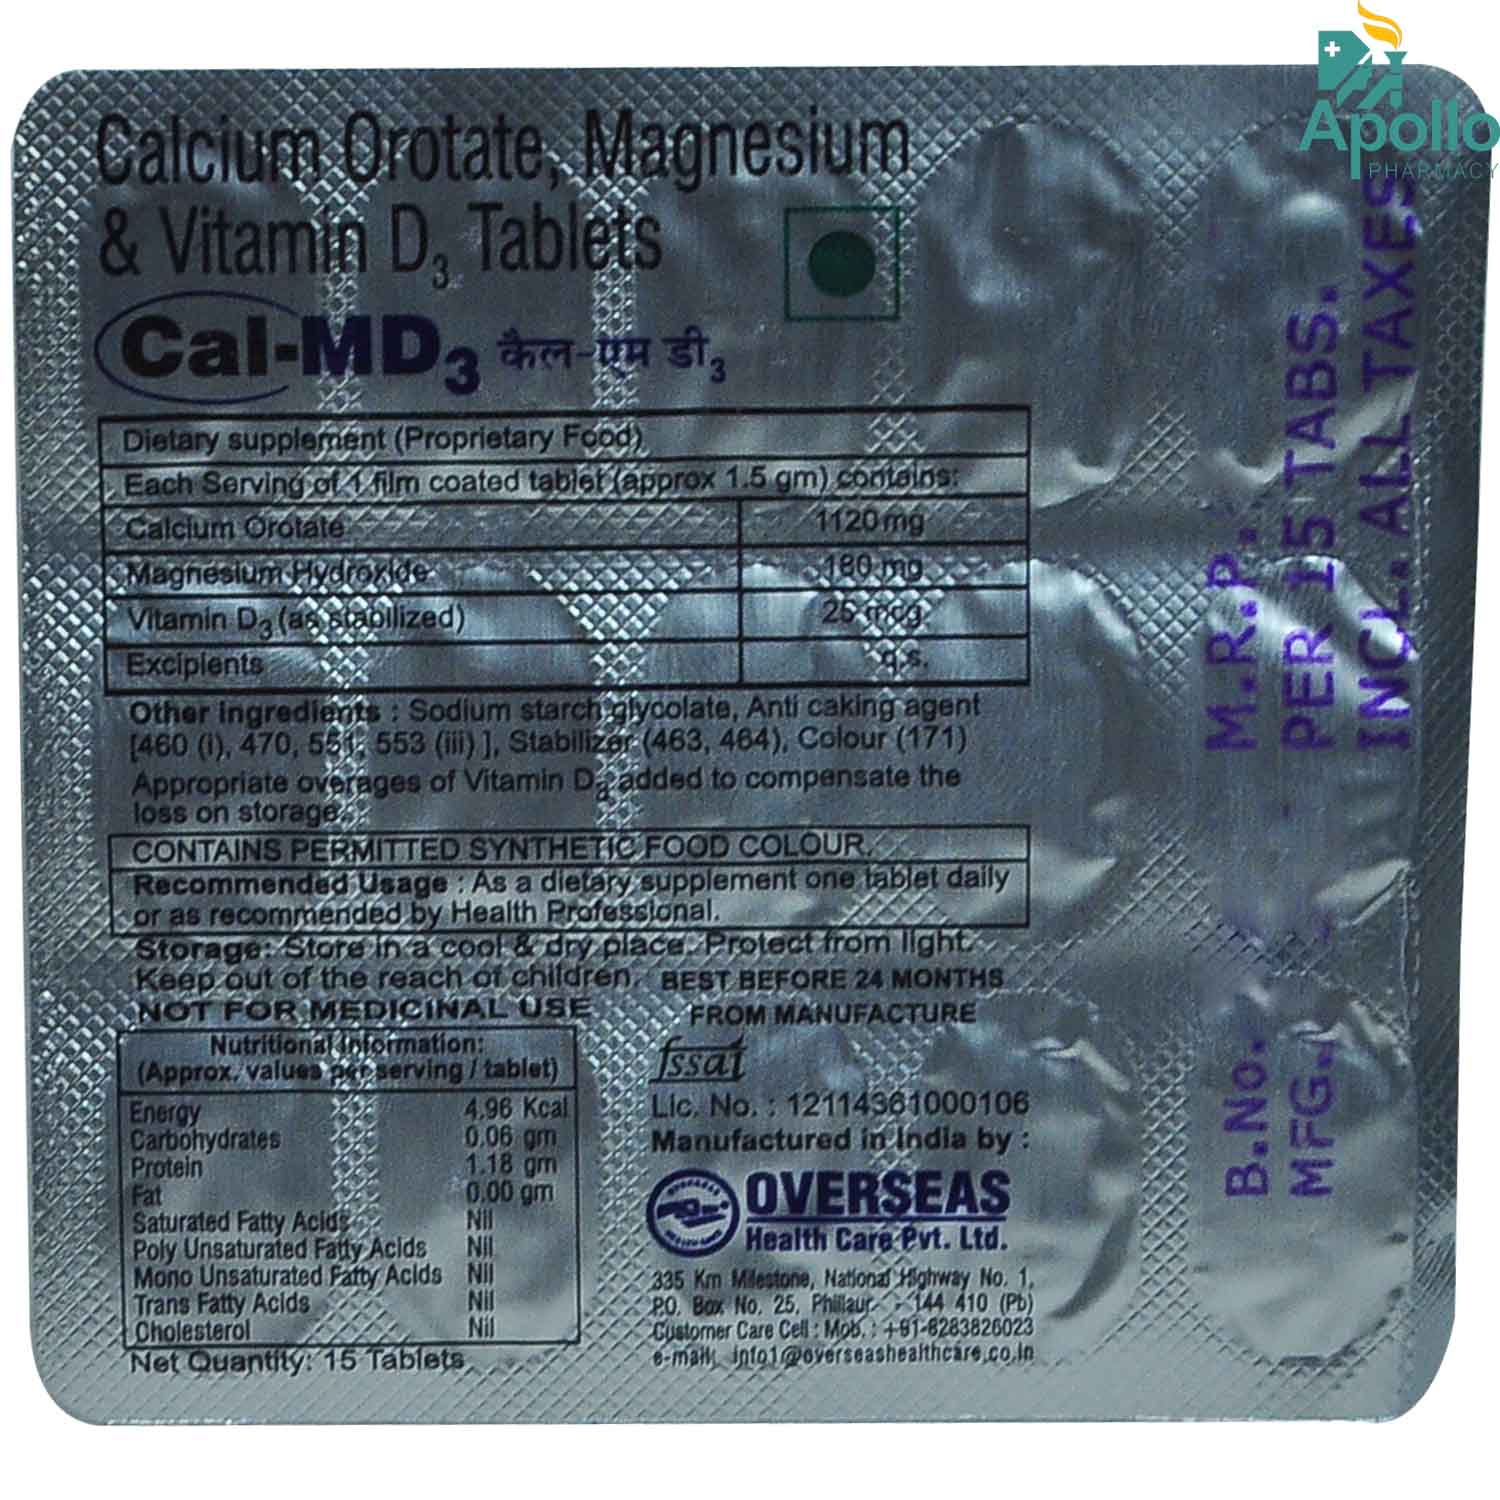 Apollo
PHARMACY
Calcium Orotate, Magnesium
& Vitamin D3 Tablets
Cal-MD3 कैल-एम डी3
Dietary supplement (Proprietary Food)
Each Serving of 1 film coated tablet (approx 1.5 gm) contains:
Calcium Orotate 1120mg
Magnesium Hydroxide 180 mg
Vitamin D3 (as stabilized) 25 mcg
Excipients q.s.
Other ingredients : Sodium starch glycolate, Anti caking agent
[460 (i), 470, 551, 553 (iii) ], Stabilizer (463, 464), Colour (171)
Appropriate overages of Vitamin D3 added to compensate the
loss on storage.
CONTAINS PERMITTED SYNTHETIC FOOD COLOUR.
Recommended Usage : As a dietary supplement one tablet daily
or as recommended by Health Professional.
Storage: Store in a cool & dry place. Protect from light.
Keep out of the reach of children. BEST BEFORE 24 MONTHS
NOT FOR MEDICINAL USE FROM MANUFACTURE
Nutritional Information:
(Approx. values per serving / tablet)
Energy 4.96 Kcal
Carbohydrates 0.06 gm
Protein 1.18 gm
Fat 0.00 gm
Saturated Fatty Acids Nil
Poly Unsaturated Fatty Acids Nil
Mono Unsaturated Fatty Acids Nil
Trans Fatty Acids Nil
Cholesterol Nil
Net Quantity: 15 Tablets
fssai
Lic. No. : 12114361000106
Manufactured in India by :
OVERSEAS
Health Care Pvt. Ltd.
335 Km Milestone, National Highway No. 1,
P.O. Box No. 25, Phillaur - 144 410 (Pb)
Customer Care Cell : Mob. : +91-8283826023
e-mail: info1@overseashealthcare.co.in
B.No. M.R.P.
MFG. PER 15 TABS.
INCL. ALL TAXES